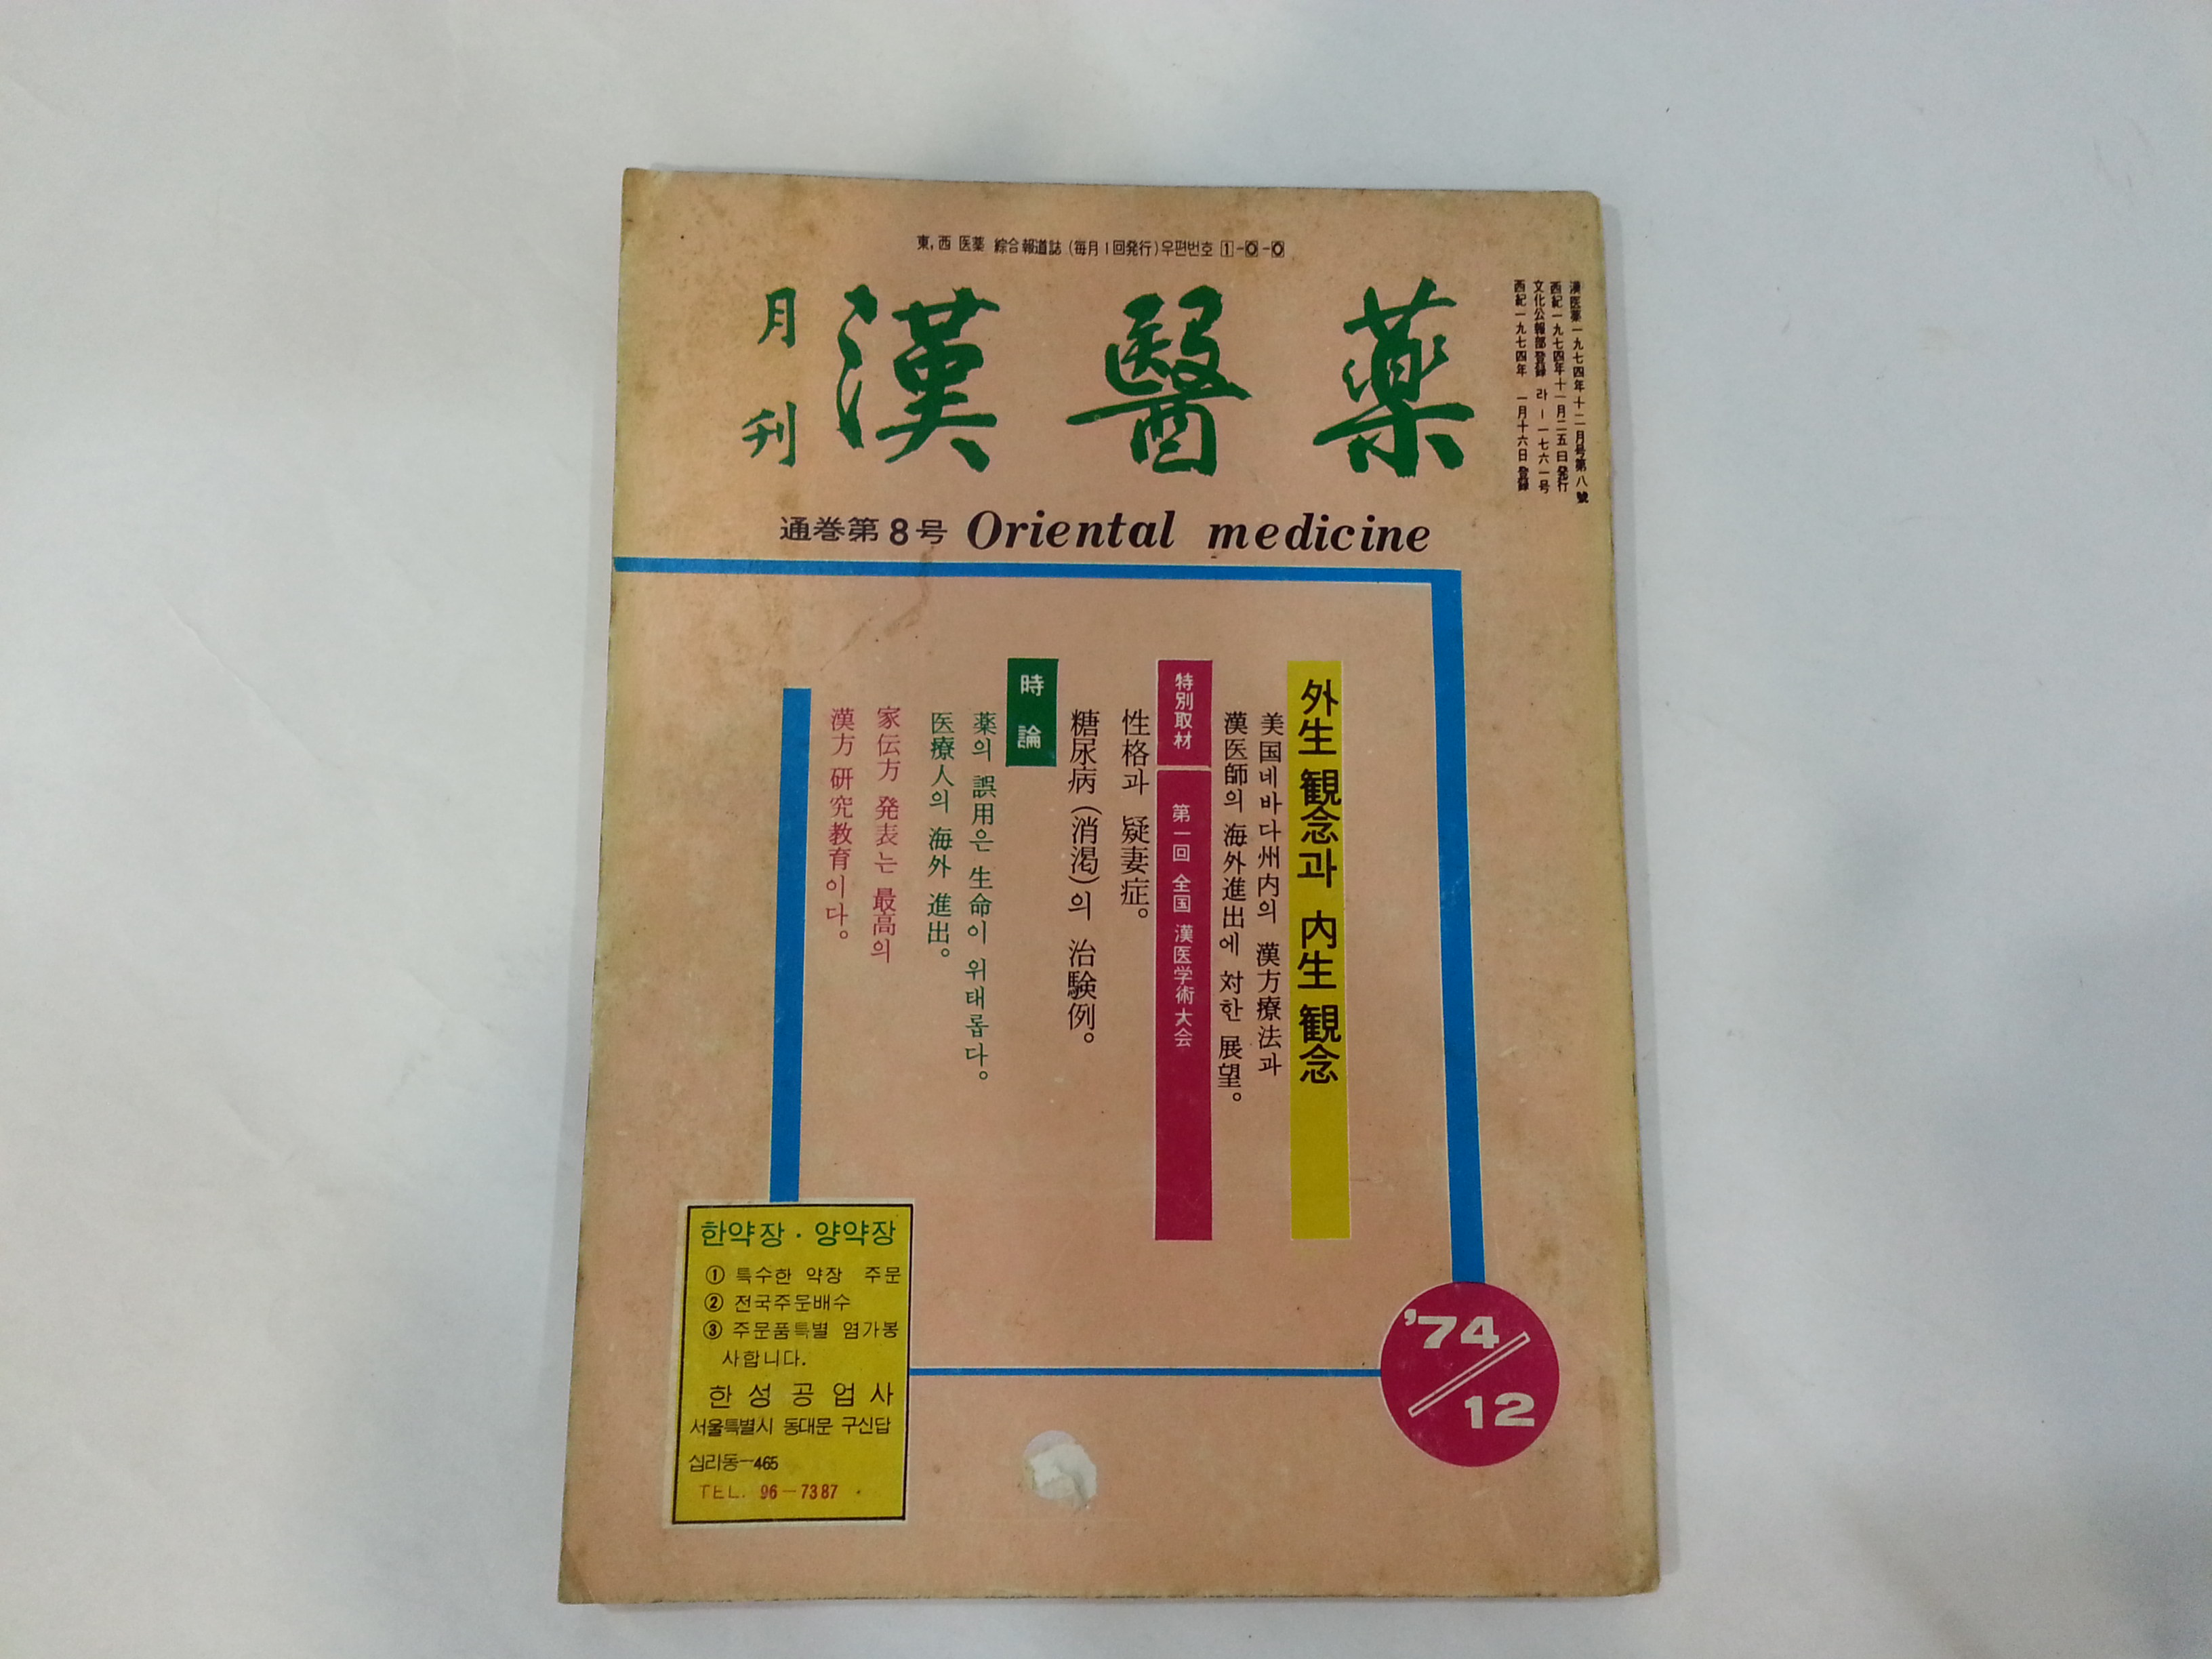 東, 西 医薬 綜合報道誌 (毎月1回発行) 우편번호 1-0-0
漢医薬一九七四年十二月号第八號
西紀一九七四年十一月二五日発行
文化公報部登録 라ー一七六一号
西紀一九七四年 一月十六日登録
月刊
漢醫薬
通巻第8号 Oriental medicine
外生 観念과 内生 観念
美国네바다州内의 漢方療法과
漢医師의 海外進出에 対한 展望。
特別取材
第一回 全国 漢医学術大会
性格과 疑妻症。
糖尿病(消渇)의 治験例。
時論
薬의 誤用은 生命이 위태롭다。
医療人의 海外 進出。
家伝方 発表는 最高의
漢方 研究教育이다。
한약장·양약장
① 특수한 약장 주문
② 전국주문배수
③ 주문품특별 염가봉
사합니다.
한성공업사
서울특별시 동대문 구신답
십리동-465
TEL. 96-7387
'74/12